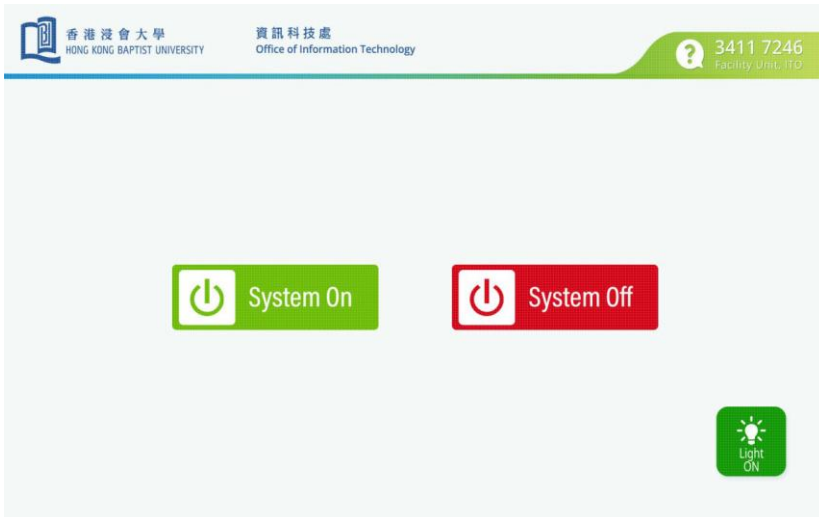 香港浸會大學
HONG KONG BAPTIST UNIVERSITY
資訊科技處
Office of Information Technology
? 3411 7246
Facility Unit, ITO
System On
System Off
Light
ON